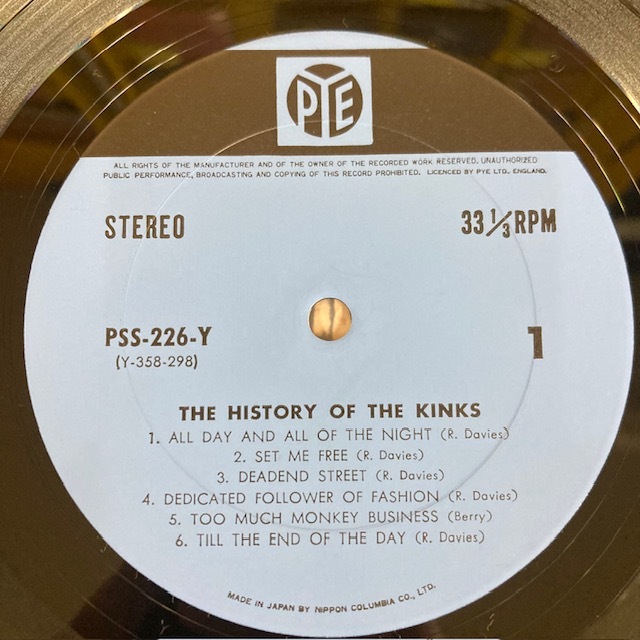 PYE
ALL RIGHTS OF THE MANUFACTURER AND OF THE OWNER OF THE RECORDED WORK RESERVED. UNAUTHORIZED
PUBLIC PERFORMANCE, BROADCASTING AND COPYING OF THIS RECORD PROHIBITED. LICENCED BY PYE LTD. ENGLAND.
STEREO
33 1/3 RPM
PSS-226-Y
(Y-358-298)
1
THE HISTORY OF THE KINKS
1. ALL DAY AND ALL OF THE NIGHT (R. Davies)
2. SET ME FREE (R. Davies)
3. DEADEND STREET (R. Davies)
4. DEDICATED FOLLOWER OF FASHION (R. Davies)
5. TOO MUCH MONKEY BUSINESS (Berry)
6. TILL THE END OF THE DAY (R. Davies)
MADE IN JAPAN BY NIPPON COLUMBIA CO., LTD.